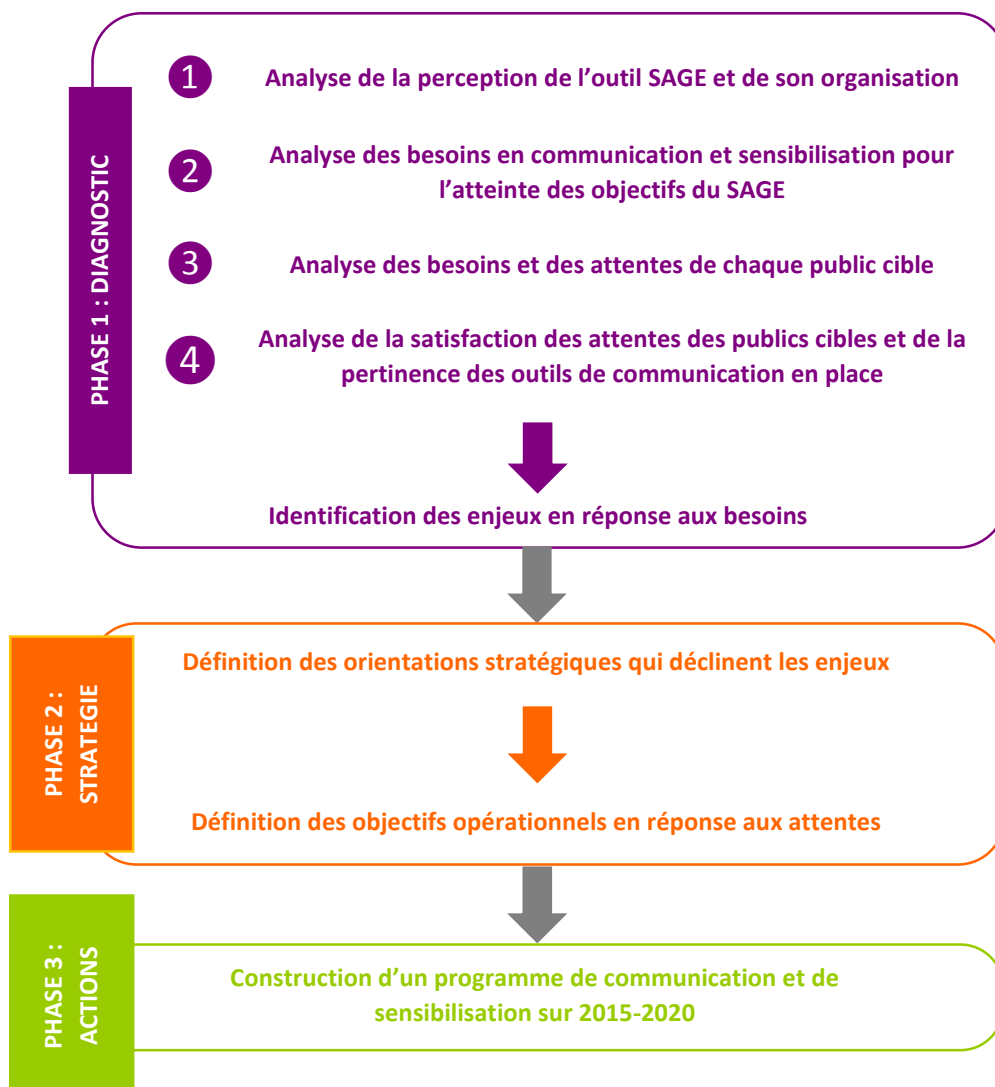 PHASE 1 : DIAGNOSTIC
1 Analyse de la perception de l’outil SAGE et de son organisation
2 Analyse des besoins en communication et sensibilisation pour
l’atteinte des objectifs du SAGE
3 Analyse des besoins et des attentes de chaque public cible
4 Analyse de la satisfaction des attentes des publics cibles et de la
pertinence des outils de communication en place
Identification des enjeux en réponse aux besoins
PHASE 2 :
STRATEGIE
Définition des orientations stratégiques qui déclinent les enjeux
Définition des objectifs opérationnels en réponse aux attentes
PHASE 3 :
ACTIONS
Construction d’un programme de communication et de
sensibilisation sur 2015-2020